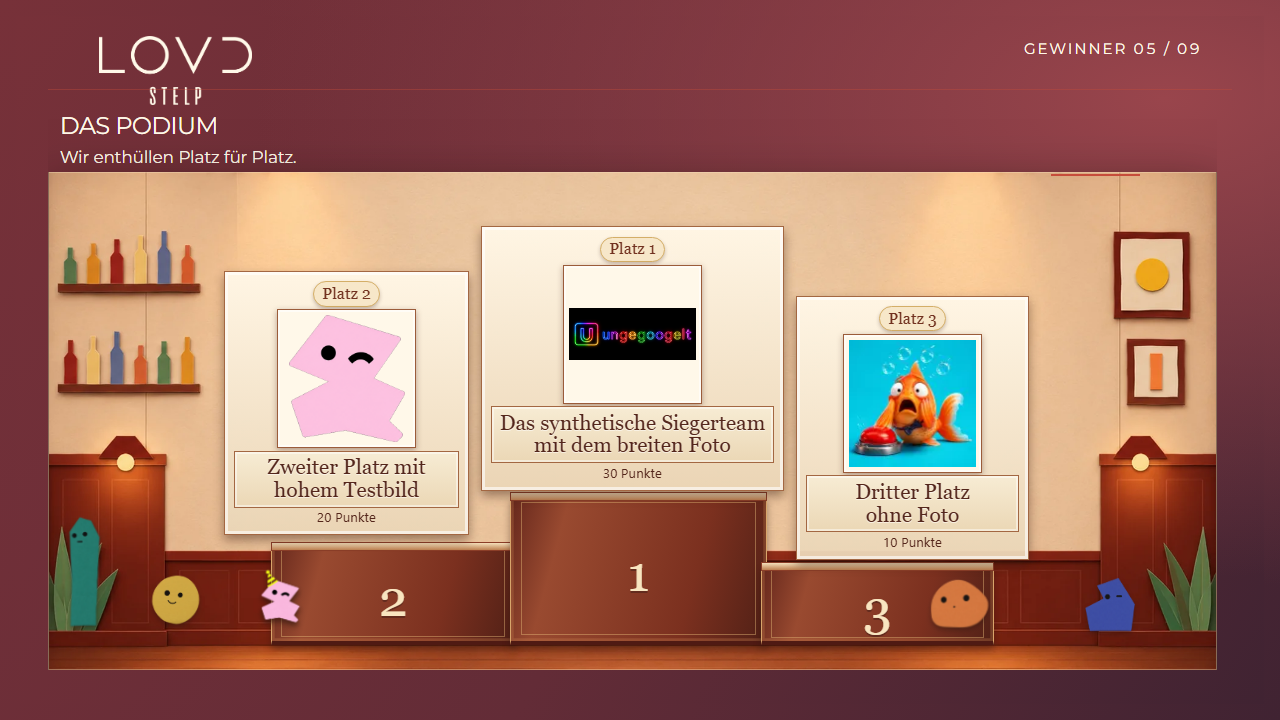 LOVD
STELP
GEWINNER 05 / 09
DAS PODIUM
Wir enthüllen Platz für Platz.
Platz 2
Zweiter Platz mit
hohem Testbild
20 Punkte
Platz 1
U ungegoogelt
Das synthetische Siegerteam
mit dem breiten Foto
30 Punkte
Platz 3
Dritter Platz
ohne Foto
10 Punkte
2
1
3